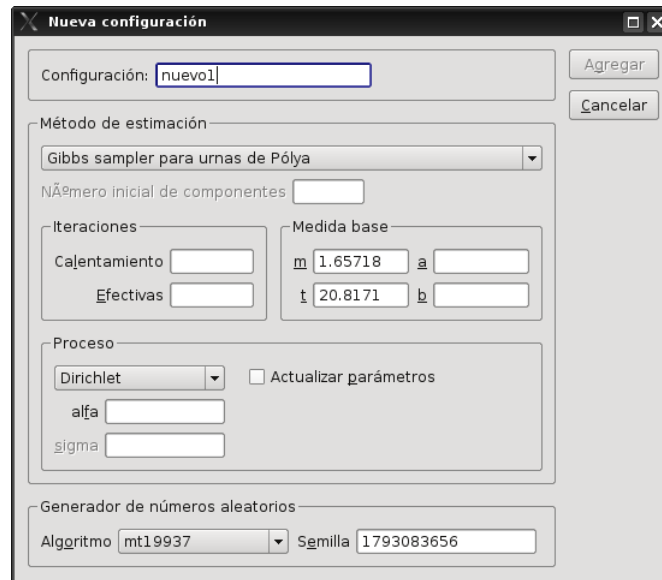 Nueva configuración
Configuración: nuevo1
Agregar
Cancelar
Método de estimación
Gibbs sampler para urnas de Pólya
NÃºmero inicial de componentes
Iteraciones
Calentamiento
Efectivas
Medida base
m 1.65718 a
t 20.8171 b
Proceso
Dirichlet Actualizar parámetros
alfa
sigma
Generador de números aleatorios
Algoritmo mt19937 Semilla 1793083656